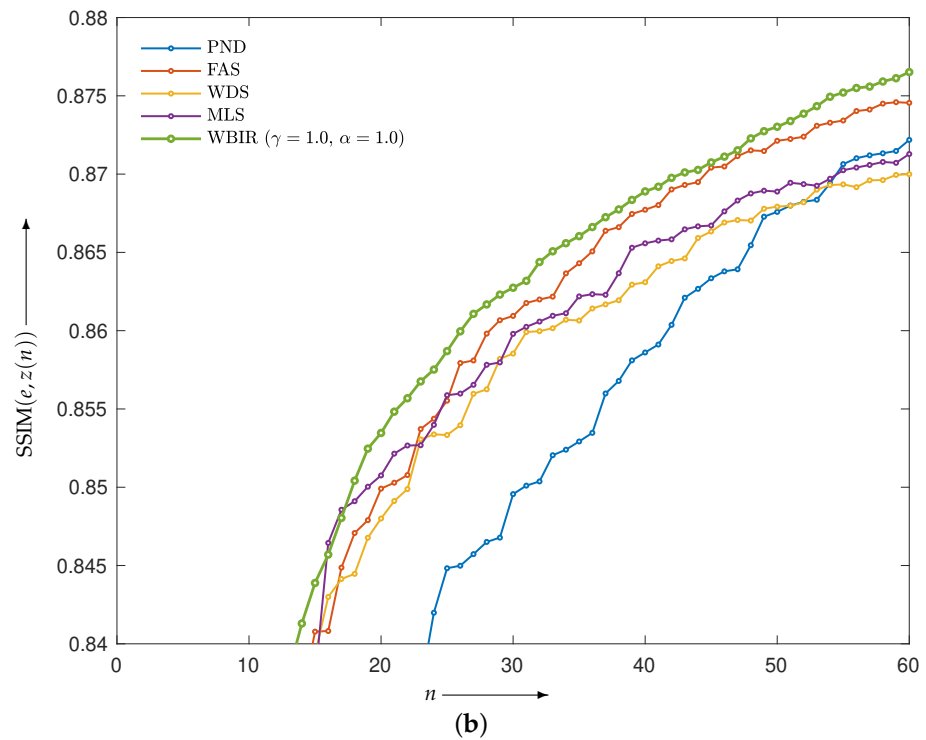 0.88
0.875
0.87
0.865
0.86
0.855
0.85
0.845
0.84
SSIM(e, z(n))
PND
FAS
WDS
MLS
WBIR (γ = 1.0, α = 1.0)
0 10 20 30 40 50 60
n
(b)